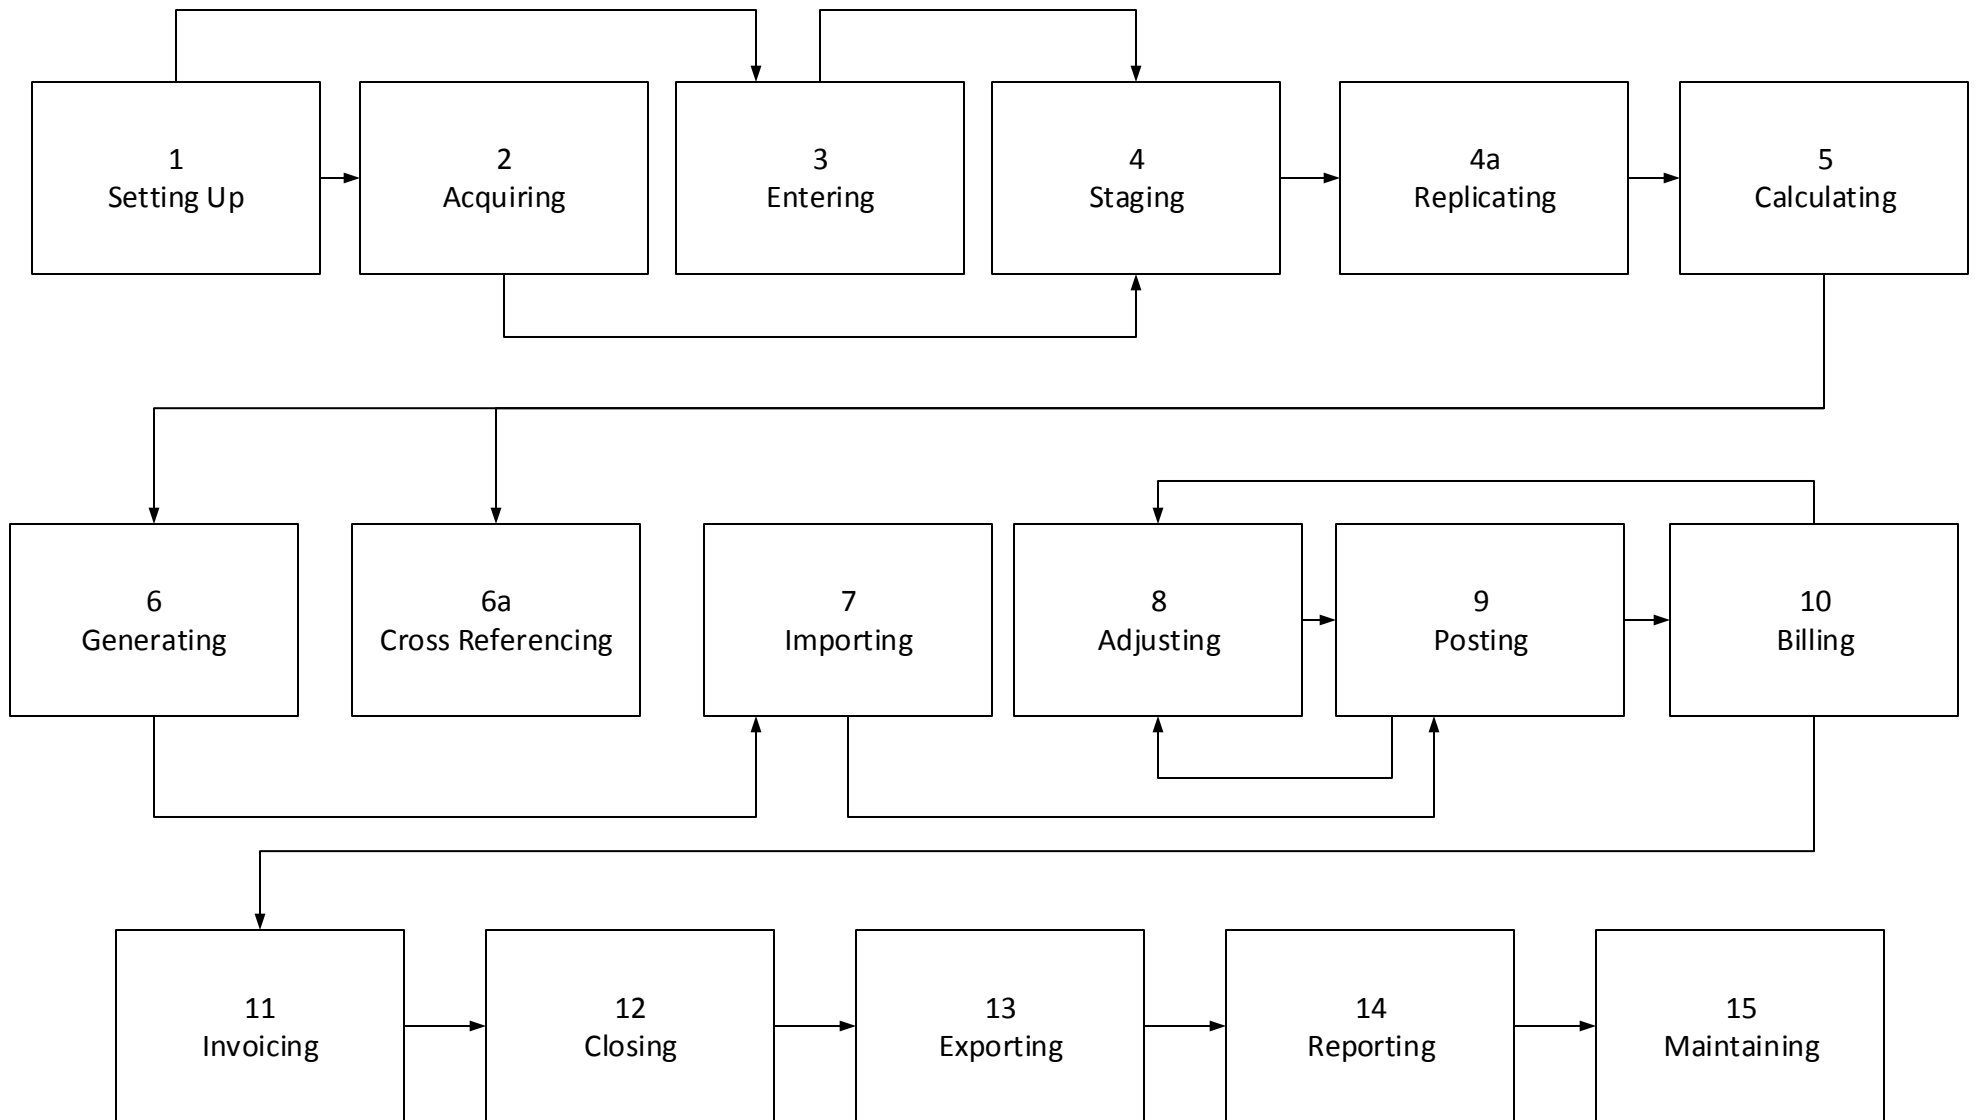 1
Setting Up
2
Acquiring
3
Entering
4
Staging
4a
Replicating
5
Calculating
6
Generating
6a
Cross Referencing
7
Importing
8
Adjusting
9
Posting
10
Billing
11
Invoicing
12
Closing
13
Exporting
14
Reporting
15
Maintaining